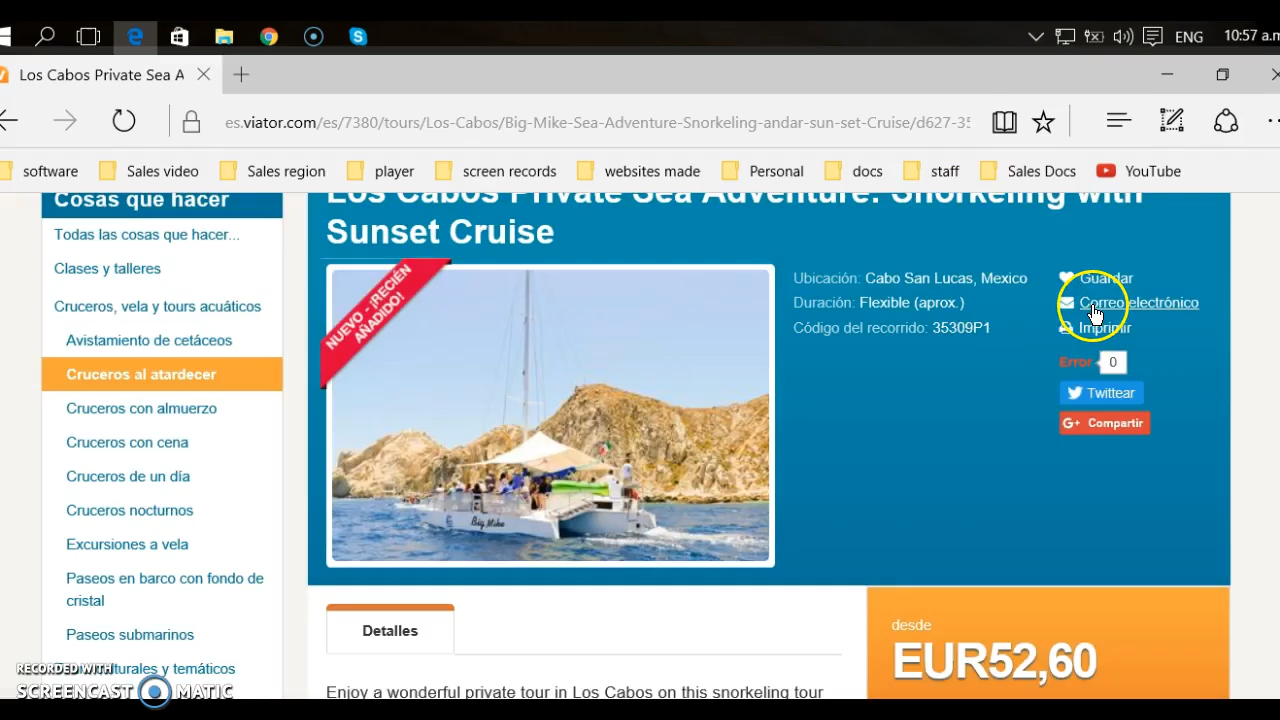 ENG
10:57 a.m
Los Cabos Private Sea A
es.viator.com/es/7380/tours/Los-Cabos/Big-Mike-Sea-Adventure-Snorkeling-andar-sun-set-Cruise/d627-35
software
Sales video
Sales region
player
screen records
websites made
Personal
docs
staff
Sales Docs
YouTube
Cosas que hacer
Todas las cosas que hacer...
Clases y talleres
Cruceros, vela y tours acuáticos
Avistamiento de cetáceos
Cruceros al atardecer
Cruceros con almuerzo
Cruceros con cena
Cruceros de un día
Cruceros nocturnos
Excursiones a vela
Paseos en barco con fondo de
cristal
Paseos submarinos
culturales y temáticos
Los Cabos Private Sea Adventure: Snorkeling with
Sunset Cruise
NUEVO - ¡RECIÉN
AÑADIDO!
Big Mike
Ubicación: Cabo San Lucas, Mexico
Duración: Flexible (aprox.)
Código del recorrido: 35309P1
Guardar
Correo electrónico
Imprimir
Error 0
Twittear
G+ Compartir
Detalles
Enjoy a wonderful private tour in Los Cabos on this snorkeling tour
desde
EUR52,60
RECORDED WITH
SCREENCAST MATIC